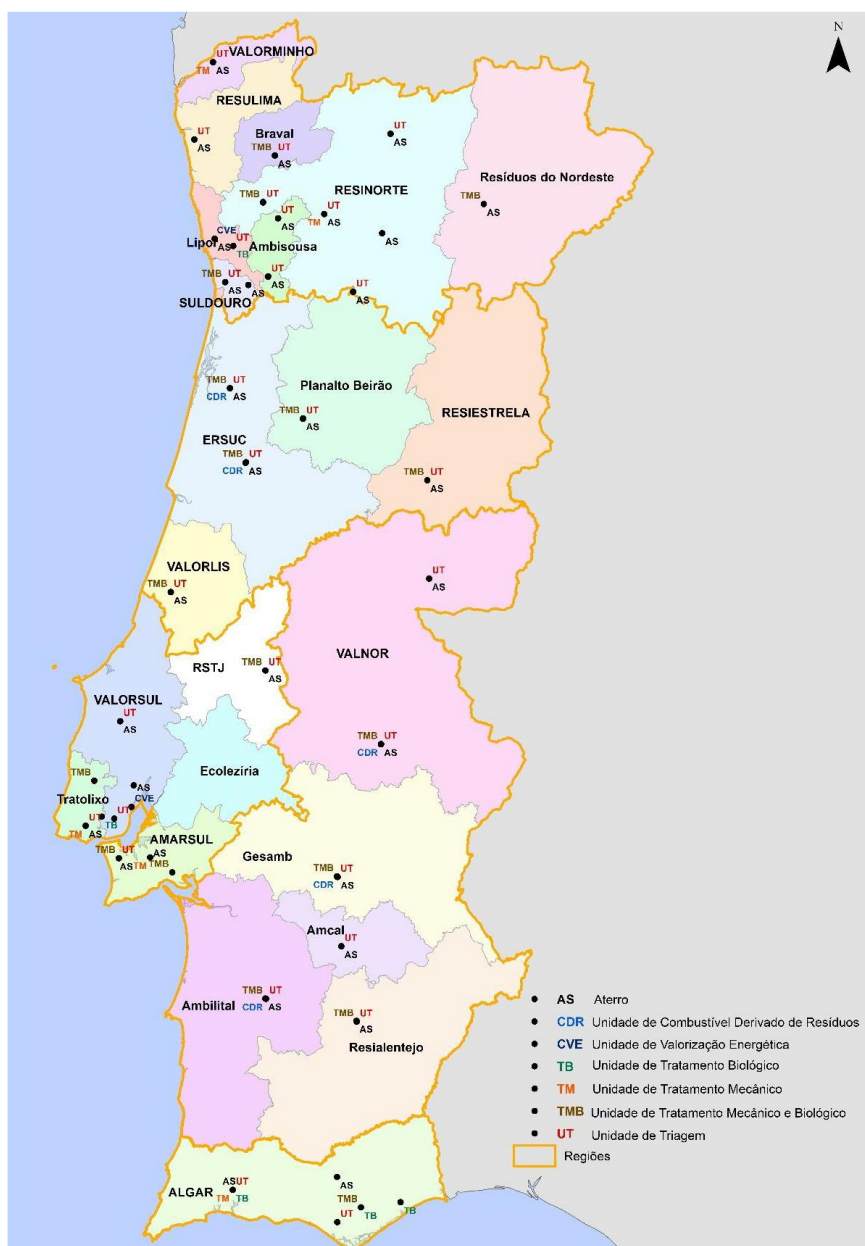 N
VALORMINHO
UT
TM AS
RESULIMA
UT
AS
Braval
TMB UT
AS
UT
AS
Resíduos do Nordeste
TMB
AS
RESINORTE
TMB UT
UT
TM AS
UT
AS
AS
CVE
Lipor AS UT
TB
Ambisousa
UT
AS
TMB UT
AS AS
SULDOURO
UT
AS
Planalto Beirão
TMB UT
AS
RESIESTRELA
TMB UT
AS
TMB UT
CDR AS
ERSUC
TMB UT
CDR AS
VALORLIS
TMB UT
AS
UT
AS
VALNOR
RSTJ
TMB UT
AS
VALORSUL
UT
AS
TMB UT
CDR AS
Ecolezíria
TMB
Tratolixo
AS
CVE
UT
UT
TB
TM AS
AMARSUL
TMB UT
AS
AS
TM
TMB
Gesamb
TMB UT
CDR AS
Amcal
UT
AS
Ambilital
TMB UT
CDR AS
TMB UT
AS
Resialentejo
ALGAR
AS UT
TM TB
AS
TMB
TB
UT
TB
AS Aterro
CDR Unidade de Combustível Derivado de Resíduos
CVE Unidade de Valorização Energética
TB Unidade de Tratamento Biológico
TM Unidade de Tratamento Mecânico
TMB Unidade de Tratamento Mecânico e Biológico
UT Unidade de Triagem
Regiões